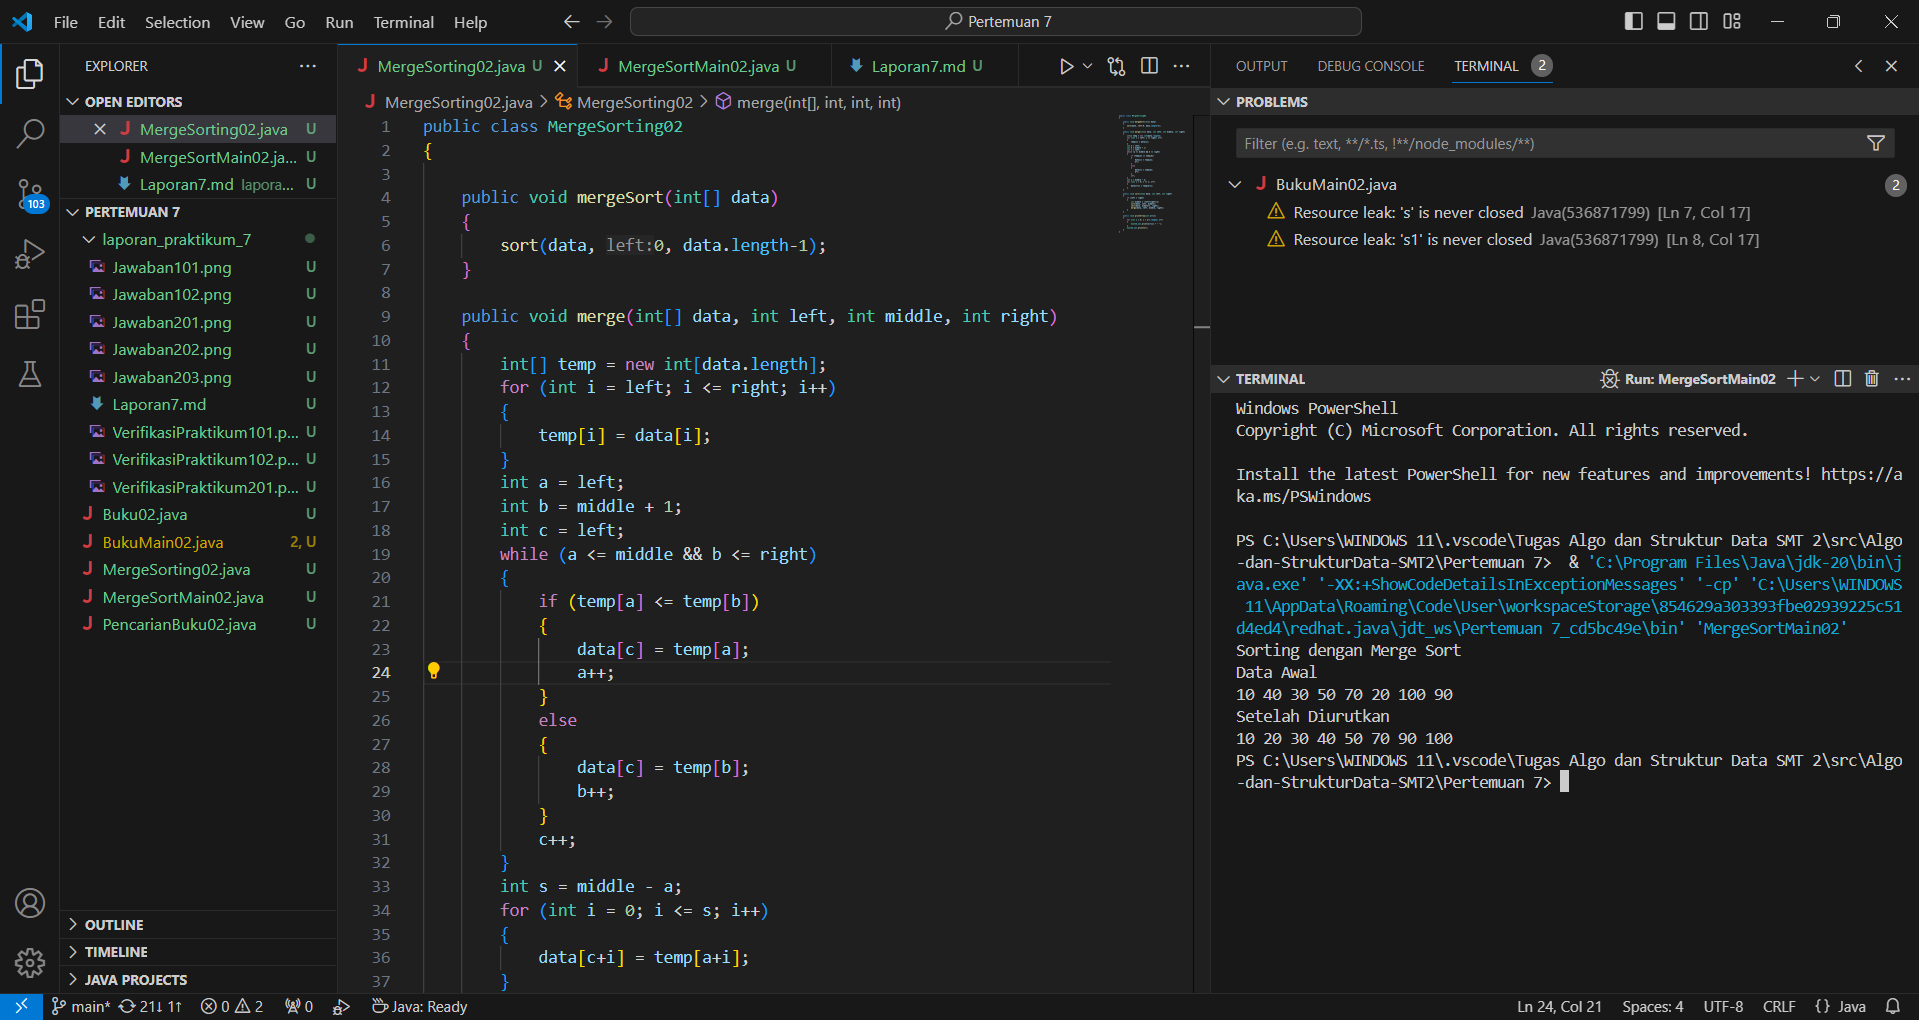 File Edit Selection View Go Run Terminal Help
Pertemuan 7
EXPLORER
OPEN EDITORS
MergeSorting02.java U
MergeSortMain02.ja... U
Laporan7.md lapora... U
103
PERTEMUAN 7
laporan_praktikum_7
Jawaban101.png U
Jawaban102.png U
Jawaban201.png U
Jawaban202.png U
Jawaban203.png U
Laporan7.md U
VerifikasiPraktikum101.p... U
VerifikasiPraktikum102.p... U
VerifikasiPraktikum201.p... U
Buku02.java U
BukuMain02.java 2, U
MergeSorting02.java U
MergeSortMain02.java U
PencarianBuku02.java U
OUTLINE
TIMELINE
JAVA PROJECTS
MergeSorting02.java U
MergeSortMain02.java U
Laporan7.md U
MergeSorting02.java > MergeSorting02 > merge(int[], int, int, int)
1 public class MergeSorting02
2 {
3
4 public void mergeSort(int[] data)
5 {
6 sort(data, left:0, data.length-1);
7 }
8
9 public void merge(int[] data, int left, int middle, int right)
10 {
11 int[] temp = new int[data.length];
12 for (int i = left; i <= right; i++)
13 {
14 temp[i] = data[i];
15 }
16 int a = left;
17 int b = middle + 1;
18 int c = left;
19 while (a <= middle && b <= right)
20 {
21 if (temp[a] <= temp[b])
22 {
23 data[c] = temp[a];
24 a++;
25 }
26 else
27 {
28 data[c] = temp[b];
29 b++;
30 }
31 c++;
32 }
33 int s = middle - a;
34 for (int i = 0; i <= s; i++)
35 {
36 data[c+i] = temp[a+i];
37 }
OUTPUT DEBUG CONSOLE TERMINAL 2
PROBLEMS
Filter (e.g. text, **/*.ts, !**/node_modules/**)
BukuMain02.java 2
Resource leak: 's' is never closed Java(536871799) [Ln 7, Col 17]
Resource leak: 's1' is never closed Java(536871799) [Ln 8, Col 17]
TERMINAL Run: MergeSortMain02
Windows PowerShell
Copyright (C) Microsoft Corporation. All rights reserved.
Install the latest PowerShell for new features and improvements! https://a
ka.ms/PSWindows
PS C:\Users\WINDOWS 11\.vscode\Tugas Algo dan Struktur Data SMT 2\src\Algo
-dan-StrukturData-SMT2\Pertemuan 7> & 'C:\Program Files\Java\jdk-20\bin\j
ava.exe' '-XX:+ShowCodeDetailsInExceptionMessages' '-cp' 'C:\Users\WINDOWS
11\AppData\Roaming\Code\User\workspaceStorage\854629a303393fbe02939225c51
d4ed4\redhat.java\jdt_ws\Pertemuan 7_cd5bc49e\bin' 'MergeSortMain02'
Sorting dengan Merge Sort
Data Awal
10 40 30 50 70 20 100 90
Setelah Diurutkan
10 20 30 40 50 70 90 100
PS C:\Users\WINDOWS 11\.vscode\Tugas Algo dan Struktur Data SMT 2\src\Algo
-dan-StrukturData-SMT2\Pertemuan 7>
main* 21↓ 1↑ 0 2 0 Java: Ready Ln 24, Col 21 Spaces: 4 UTF-8 CRLF {} Java